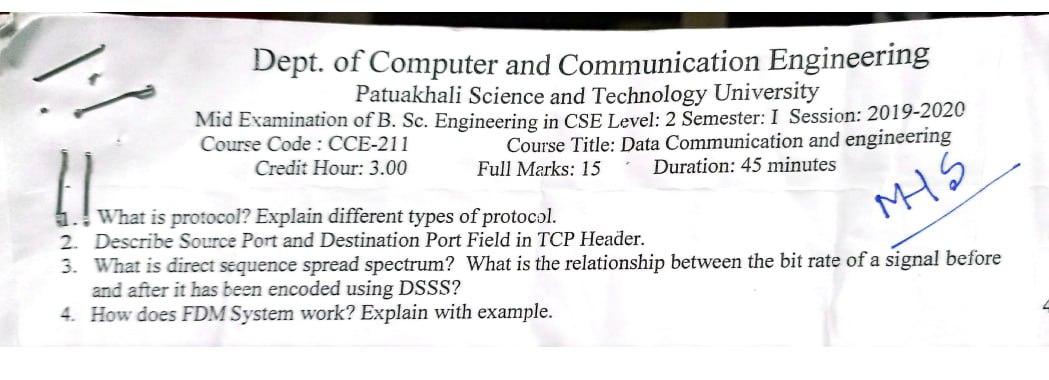 Dept. of Computer and Communication Engineering
Patuakhali Science and Technology University
Mid Examination of B. Sc. Engineering in CSE Level: 2 Semester: I Session: 2019-2020
Course Code : CCE-211 Course Title: Data Communication and engineering
Credit Hour: 3.00 Full Marks: 15 Duration: 45 minutes
MHS
1. What is protocol? Explain different types of protocol.
2. Describe Source Port and Destination Port Field in TCP Header.
3. What is direct sequence spread spectrum? What is the relationship between the bit rate of a signal before
and after it has been encoded using DSSS?
4. How does FDM System work? Explain with example.